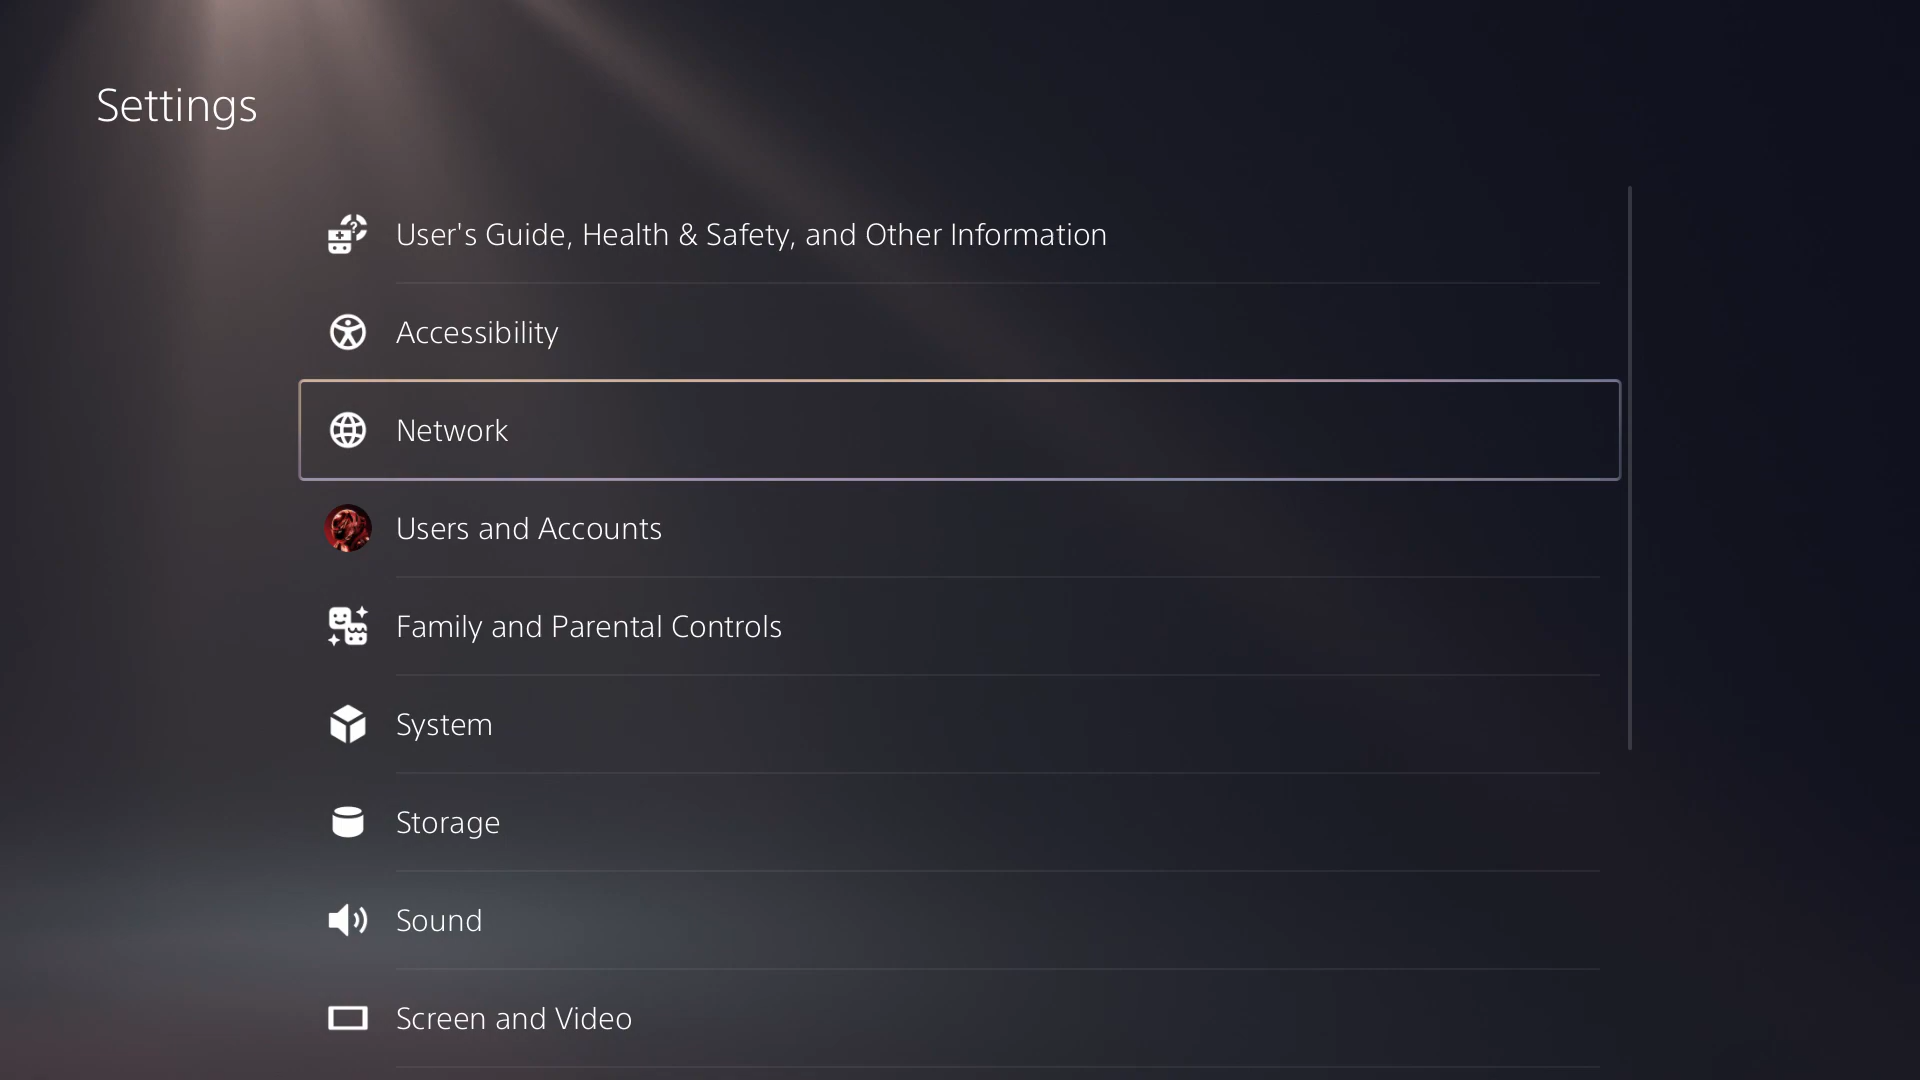 Settings
User's Guide, Health & Safety, and Other Information
Accessibility
Network
Users and Accounts
Family and Parental Controls
System
Storage
Sound
Screen and Video